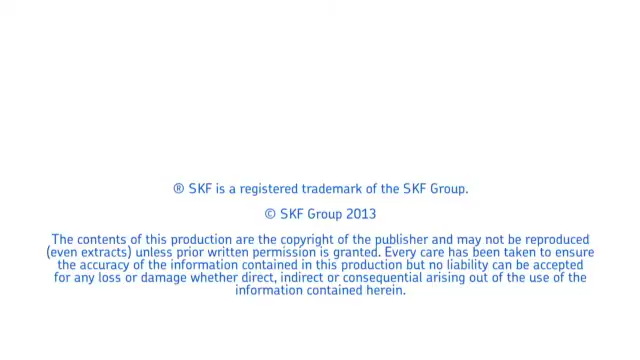 ® SKF is a registered trademark of the SKF Group.
© SKF Group 2013
The contents of this production are the copyright of the publisher and may not be reproduced
(even extracts) unless prior written permission is granted. Every care has been taken to ensure
the accuracy of the information contained in this production but no liability can be accepted
for any loss or damage whether direct, indirect or consequential arising out of the use of the
information contained herein.